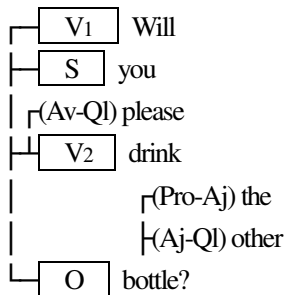 V1 Will
S you
(Av-Ql) please
V2 drink
(Pro-Aj) the
(Aj-Ql) other
O bottle?